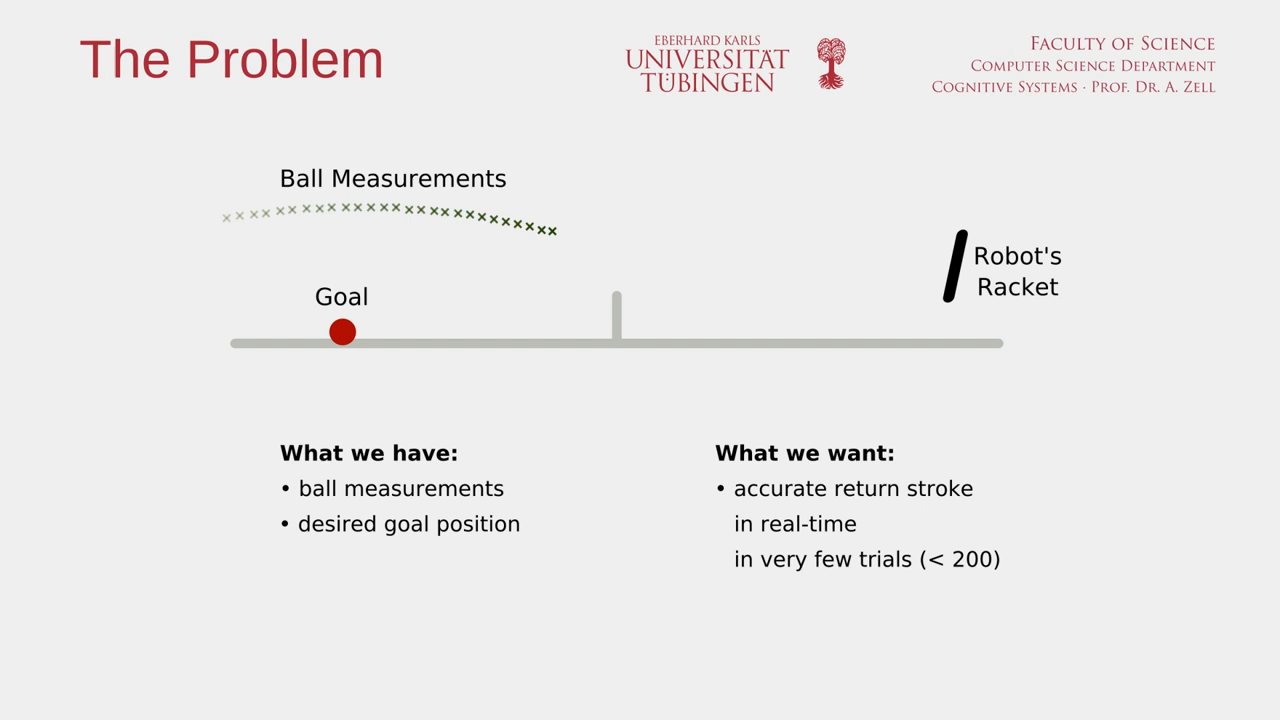 The Problem
EBERHARD KARLS
UNIVERSITÄT
TÜBINGEN
FACULTY OF SCIENCE
COMPUTER SCIENCE DEPARTMENT
COGNITIVE SYSTEMS · PROF. DR. A. ZELL
Ball Measurements
Goal
Robot's
Racket
What we have:
• ball measurements
• desired goal position
What we want:
• accurate return stroke
in real-time
in very few trials (< 200)